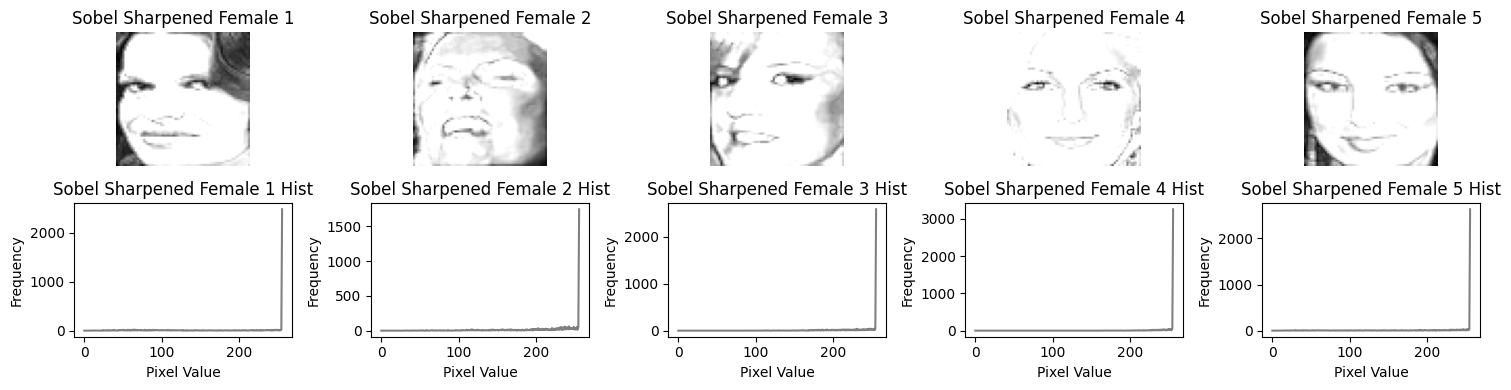 Sobel Sharpened Female 1
Sobel Sharpened Female 2
Sobel Sharpened Female 3
Sobel Sharpened Female 4
Sobel Sharpened Female 5
Sobel Sharpened Female 1 Hist
2000
1000
0
Frequency
0 100 200
Pixel Value
Sobel Sharpened Female 2 Hist
1500
1000
500
0
Frequency
0 100 200
Pixel Value
Sobel Sharpened Female 3 Hist
2000
1000
0
Frequency
0 100 200
Pixel Value
Sobel Sharpened Female 4 Hist
3000
2000
1000
0
Frequency
0 100 200
Pixel Value
Sobel Sharpened Female 5 Hist
2000
1000
0
Frequency
0 100 200
Pixel Value